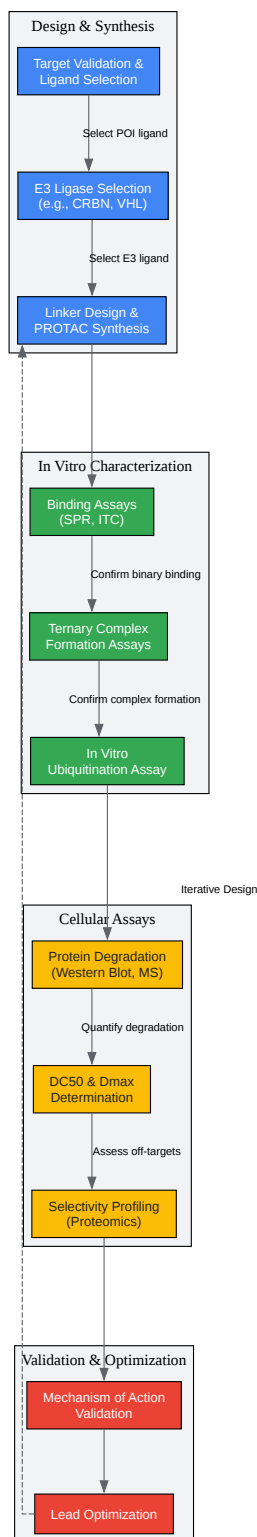 Design & Synthesis
Target Validation &
Ligand Selection
Select POI ligand
E3 Ligase Selection
(e.g., CRBN, VHL)
Select E3 ligand
Linker Design &
PROTAC Synthesis
In Vitro Characterization
Binding Assays
(SPR, ITC)
Confirm binary binding
Ternary Complex
Formation Assays
Confirm complex formation
In Vitro
Ubiquitination Assay
Iterative Design
Cellular Assays
Protein Degradation
(Western Blot, MS)
Quantify degradation
DC50 & Dmax
Determination
Assess off-targets
Selectivity Profiling
(Proteomics)
Validation & Optimization
Mechanism of Action
Validation
Lead Optimization